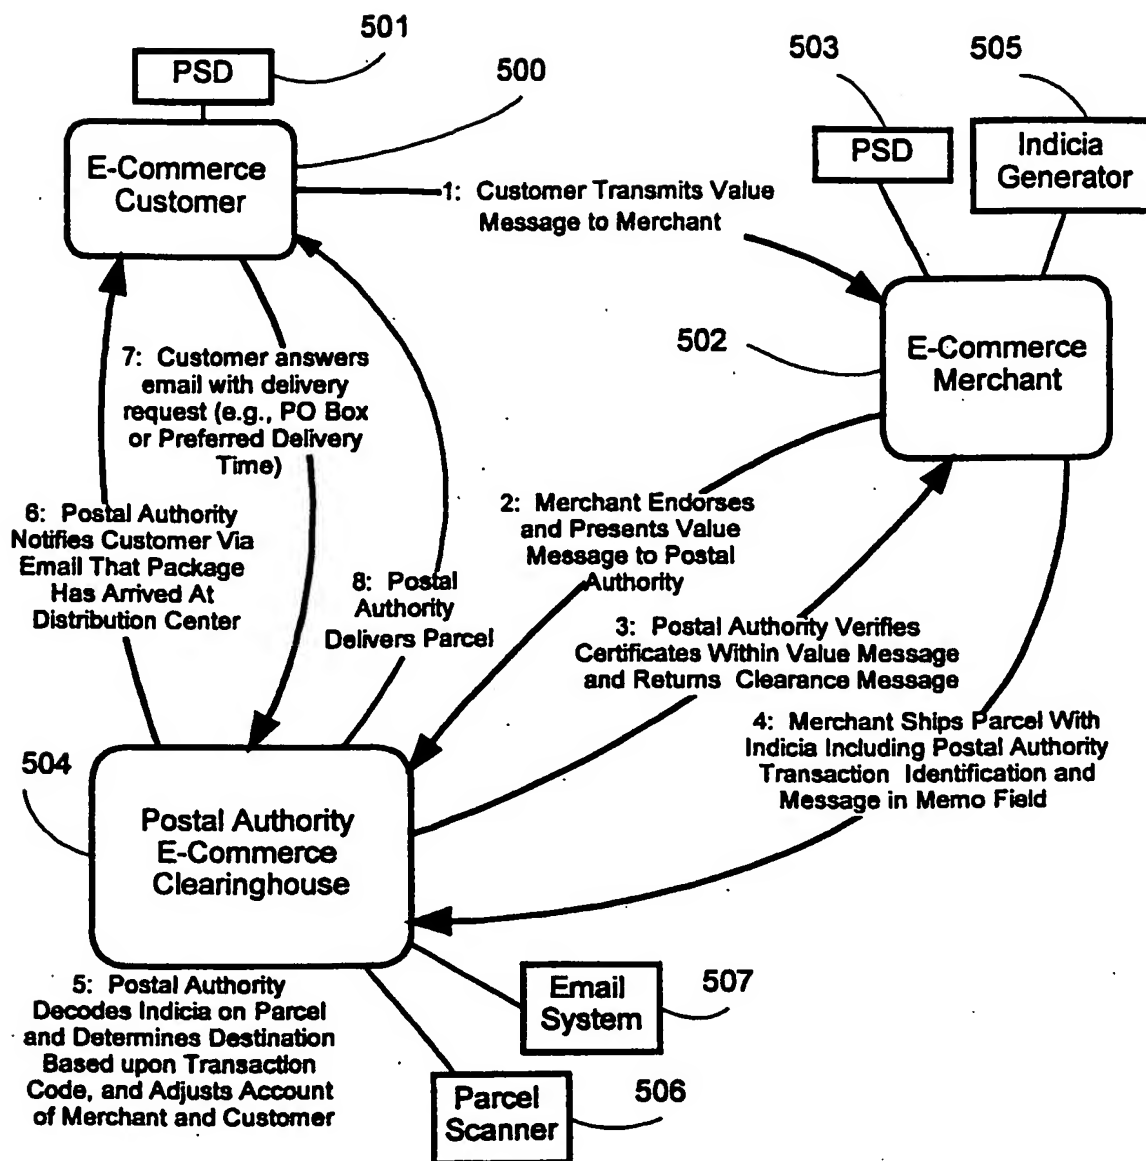 501
PSD
500
503
505
E-Commerce
Customer
PSD
Indicia
Generator
1: Customer Transmits Value
Message to Merchant
502
E-Commerce
Merchant
7: Customer answers
email with delivery
request (e.g., PO Box
or Preferred Delivery
Time)
6: Postal Authority
Notifies Customer Via
Email That Package
Has Arrived At
Distribution Center
8: Postal
Authority
Delivers Parcel
2: Merchant Endorses
and Presents Value
Message to Postal
Authority
3: Postal Authority Verifies
Certificates Within Value Message
and Returns Clearance Message
4: Merchant Ships Parcel With
Indicia Including Postal Authority
Transaction Identification and
Message in Memo Field
504
Postal Authority
E-Commerce
Clearinghouse
5: Postal Authority
Decodes Indicia on Parcel
and Determines Destination
Based upon Transaction
Code, and Adjusts Account
of Merchant and Customer
Email
System
507
Parcel
Scanner
506